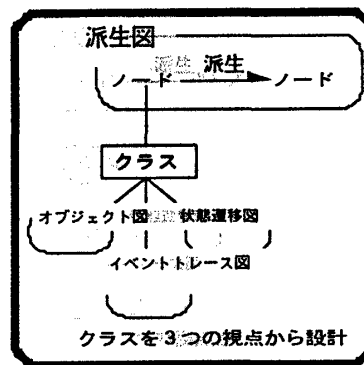 派生図
派生 派生
ノード ノード
クラス
オブジェクト図 状態遷移図
イベントトレース図
クラスを3つの視点から設計